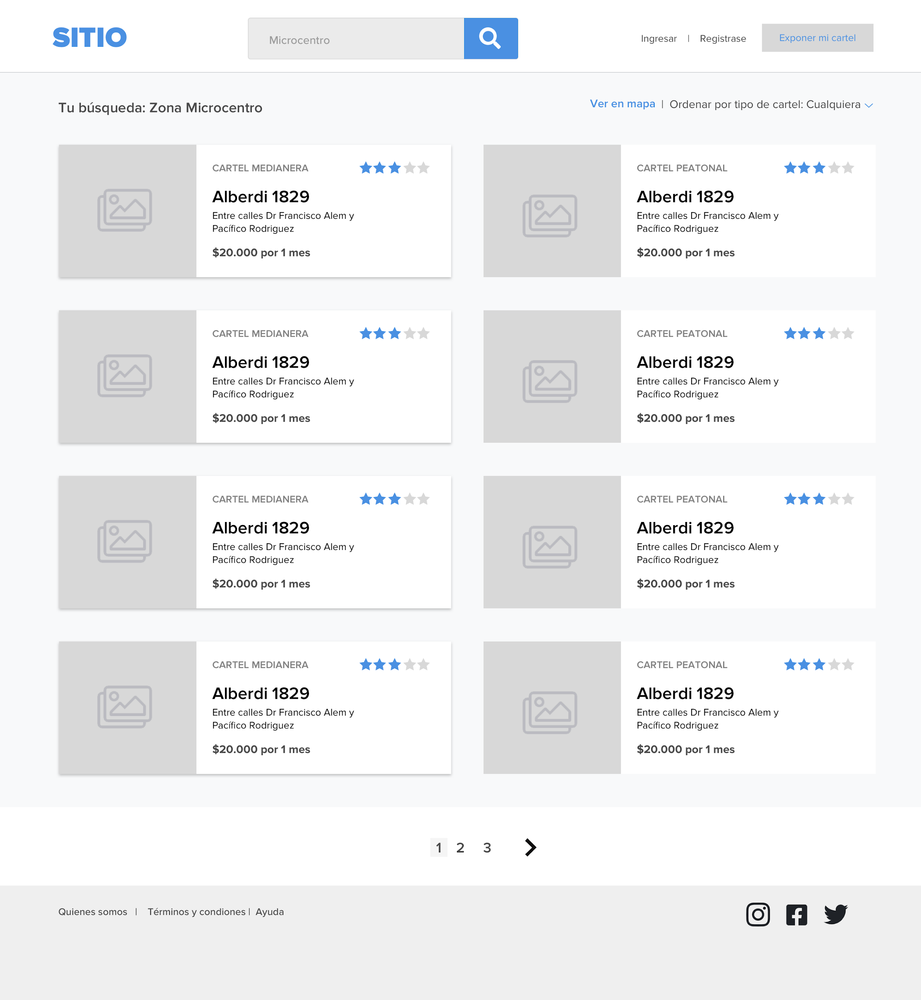 SITIO
Microcentro
Ingresar | Registrase
Exponer mi cartel
Tu búsqueda: Zona Microcentro
Ver en mapa | Ordenar por tipo de cartel: Cualquiera
CARTEL MEDIANERA
Alberdi 1829
Entre calles Dr Francisco Alem y
Pacífico Rodriguez
$20.000 por 1 mes
CARTEL PEATONAL
Alberdi 1829
Entre calles Dr Francisco Alem y
Pacífico Rodriguez
$20.000 por 1 mes
CARTEL MEDIANERA
Alberdi 1829
Entre calles Dr Francisco Alem y
Pacífico Rodriguez
$20.000 por 1 mes
CARTEL PEATONAL
Alberdi 1829
Entre calles Dr Francisco Alem y
Pacífico Rodriguez
$20.000 por 1 mes
CARTEL MEDIANERA
Alberdi 1829
Entre calles Dr Francisco Alem y
Pacífico Rodriguez
$20.000 por 1 mes
CARTEL PEATONAL
Alberdi 1829
Entre calles Dr Francisco Alem y
Pacífico Rodriguez
$20.000 por 1 mes
CARTEL MEDIANERA
Alberdi 1829
Entre calles Dr Francisco Alem y
Pacífico Rodriguez
$20.000 por 1 mes
CARTEL PEATONAL
Alberdi 1829
Entre calles Dr Francisco Alem y
Pacífico Rodriguez
$20.000 por 1 mes
1 2 3
Quienes somos | Términos y condiones | Ayuda